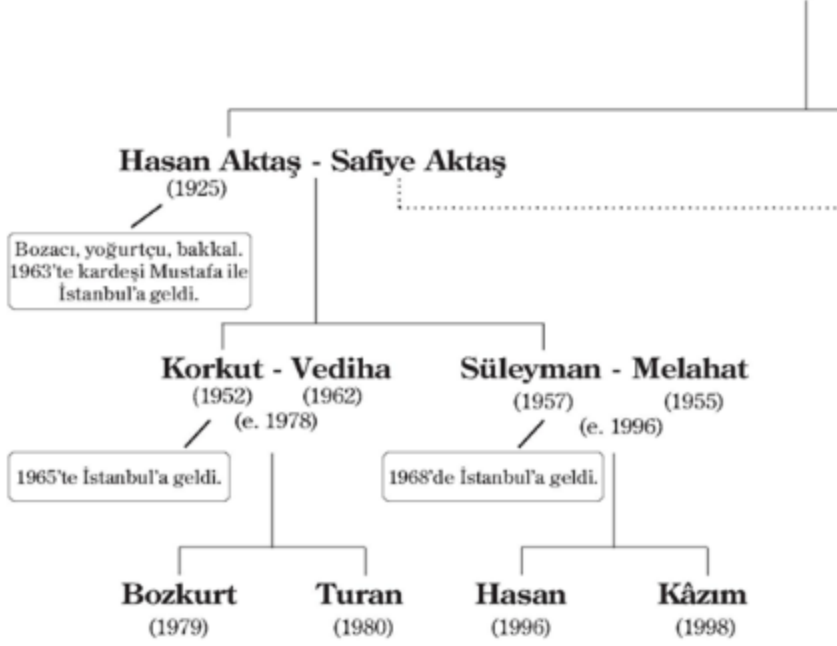 Hasan Aktaş - Safiye Aktaş
(1925)
Bozacı, yoğurtçu, bakkal.
1963'te kardeşi Mustafa ile
İstanbul'a geldi.
Korkut - Vediha
(1952) (1962)
(e. 1978)
1965'te İstanbul'a geldi.
Süleyman - Melahat
(1957) (1955)
(e. 1996)
1968'de İstanbul'a geldi.
Bozkurt
(1979)
Turan
(1980)
Hasan
(1996)
Kâzım
(1998)